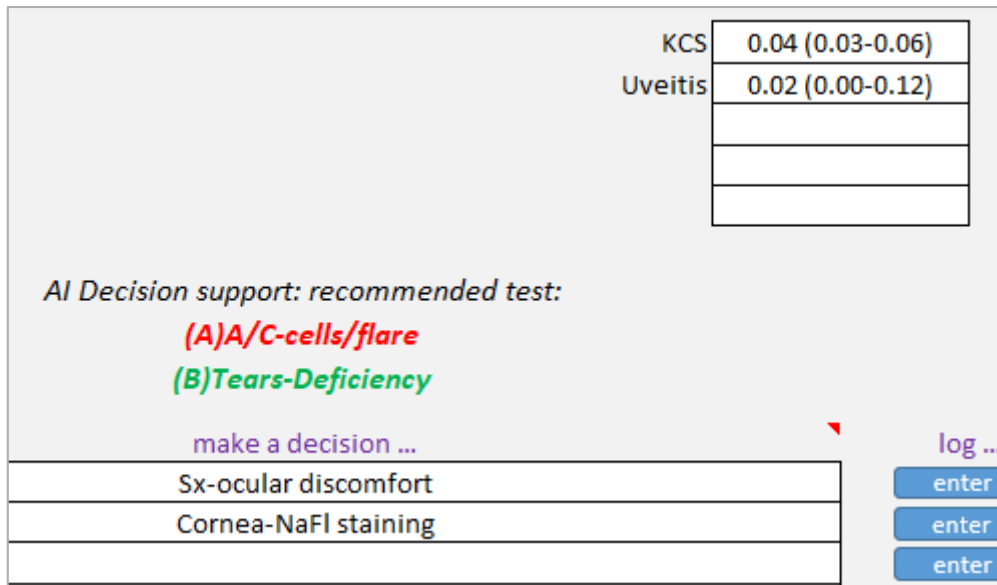 KCS 0.04 (0.03-0.06)
Uveitis 0.02 (0.00-0.12)
AI Decision support: recommended test:
(A)A/C-cells/flare
(B)Tears-Deficiency
make a decision ... log ...
Sx-ocular discomfort enter
Cornea-NaFl staining enter
enter